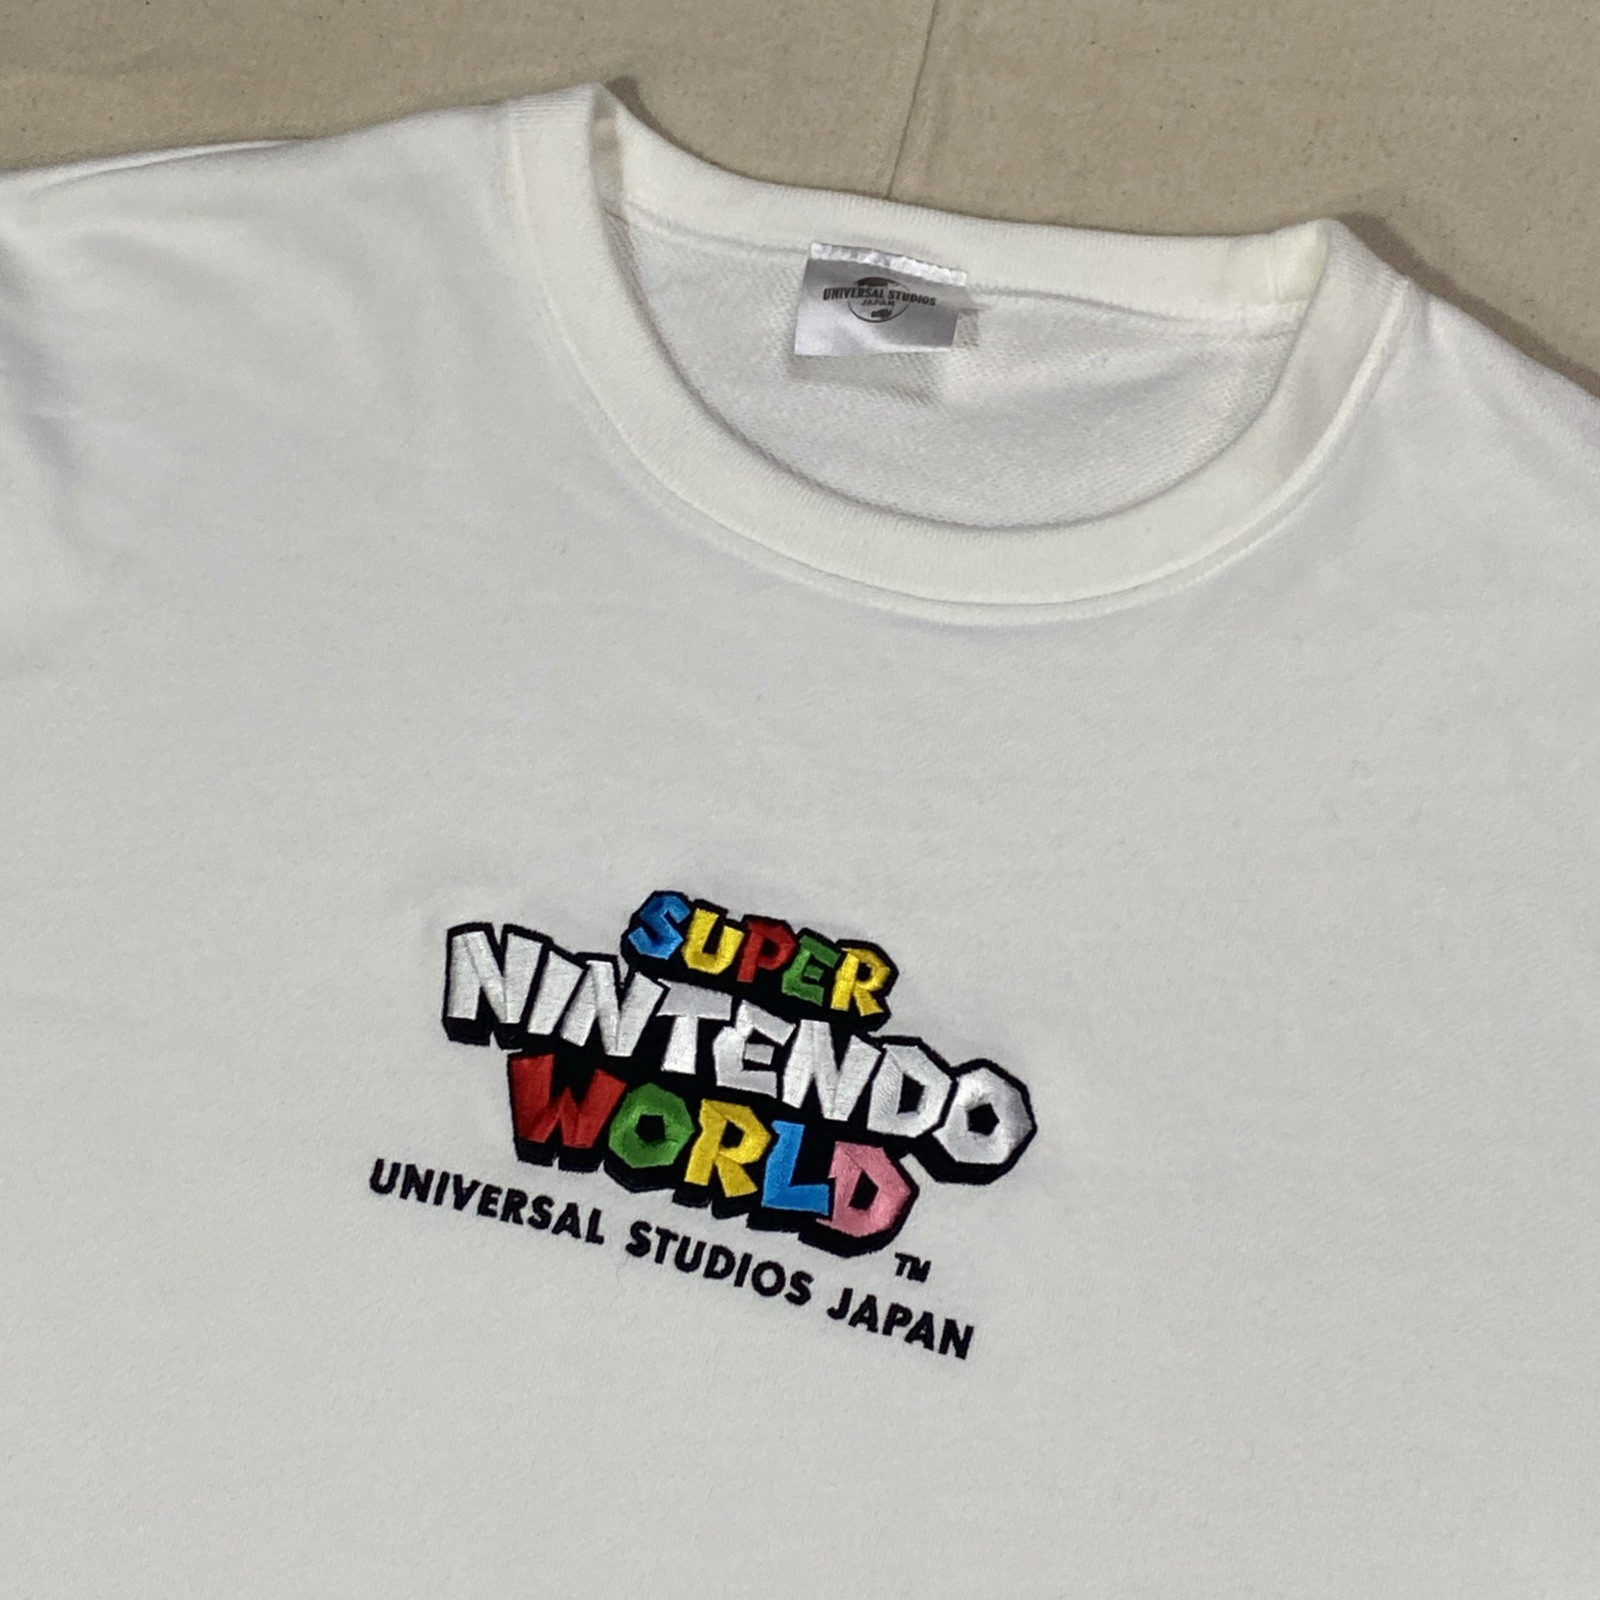 UNIVERSAL STUDIOS
JAPAN
SUPER
NINTENDO
WORLD
TM
UNIVERSAL STUDIOS JAPAN